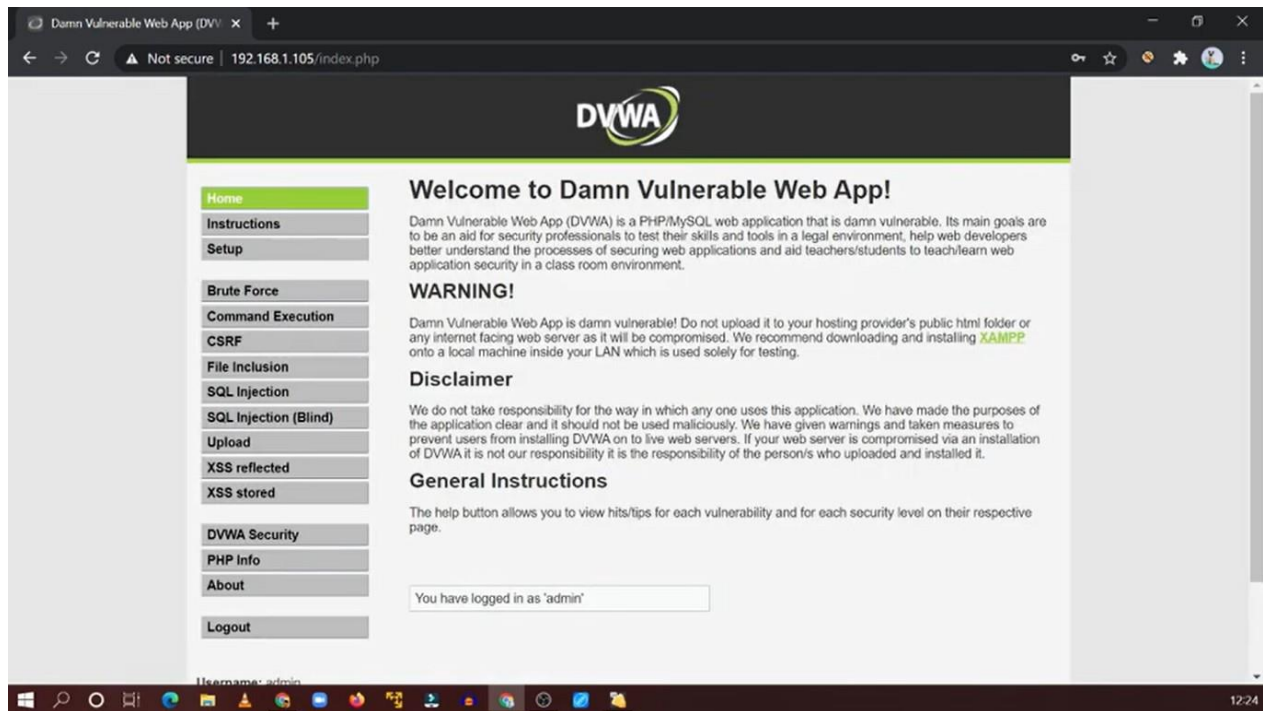 Damn Vulnerable Web App (DVV
Not secure | 192.168.1.105/index.php
DVWA
Home
Instructions
Setup
Brute Force
Command Execution
CSRF
File Inclusion
SQL Injection
SQL Injection (Blind)
Upload
XSS reflected
XSS stored
DVWA Security
PHP Info
About
Logout
Username: admin
Welcome to Damn Vulnerable Web App!
Damn Vulnerable Web App (DVWA) is a PHP/MySQL web application that is damn vulnerable. Its main goals are
to be an aid for security professionals to test their skills and tools in a legal environment, help web developers
better understand the processes of securing web applications and aid teachers/students to teach/learn web
application security in a class room environment.
WARNING!
Damn Vulnerable Web App is damn vulnerable! Do not upload it to your hosting provider's public html folder or
any internet facing web server as it will be compromised. We recommend downloading and installing XAMPP
onto a local machine inside your LAN which is used solely for testing.
Disclaimer
We do not take responsibility for the way in which any one uses this application. We have made the purposes of
the application clear and it should not be used maliciously. We have given warnings and taken measures to
prevent users from installing DVWA on to live web servers. If your web server is compromised via an installation
of DVWA it is not our responsibility it is the responsibility of the person/s who uploaded and installed it.
General Instructions
The help button allows you to view hits/tips for each vulnerability and for each security level on their respective
page.
You have logged in as 'admin'
12:24